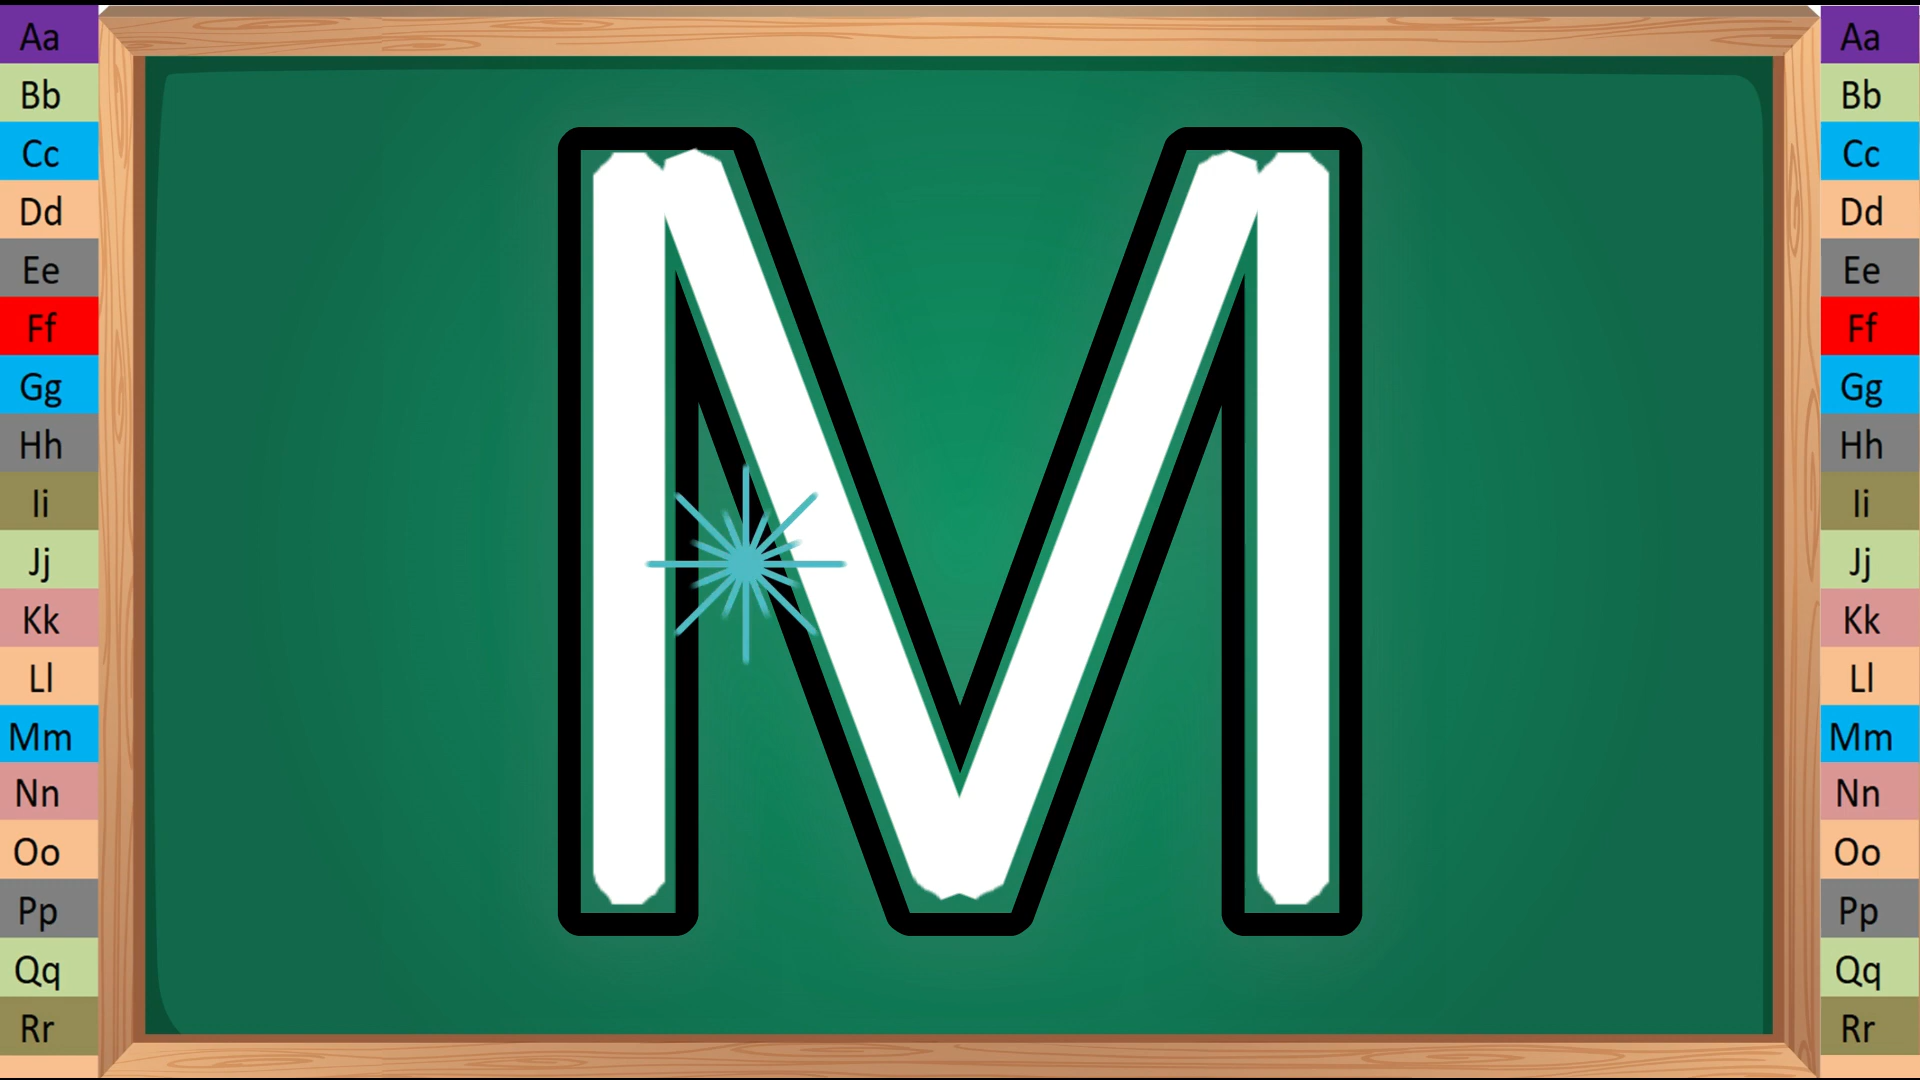 Aa
Bb
Cc
Dd
Ee
Ff
Gg
Hh
Ii
Jj
Kk
Ll
Mm
Nn
Oo
Pp
Qq
Rr
M
Aa
Bb
Cc
Dd
Ee
Ff
Gg
Hh
Ii
Jj
Kk
Ll
Mm
Nn
Oo
Pp
Qq
Rr